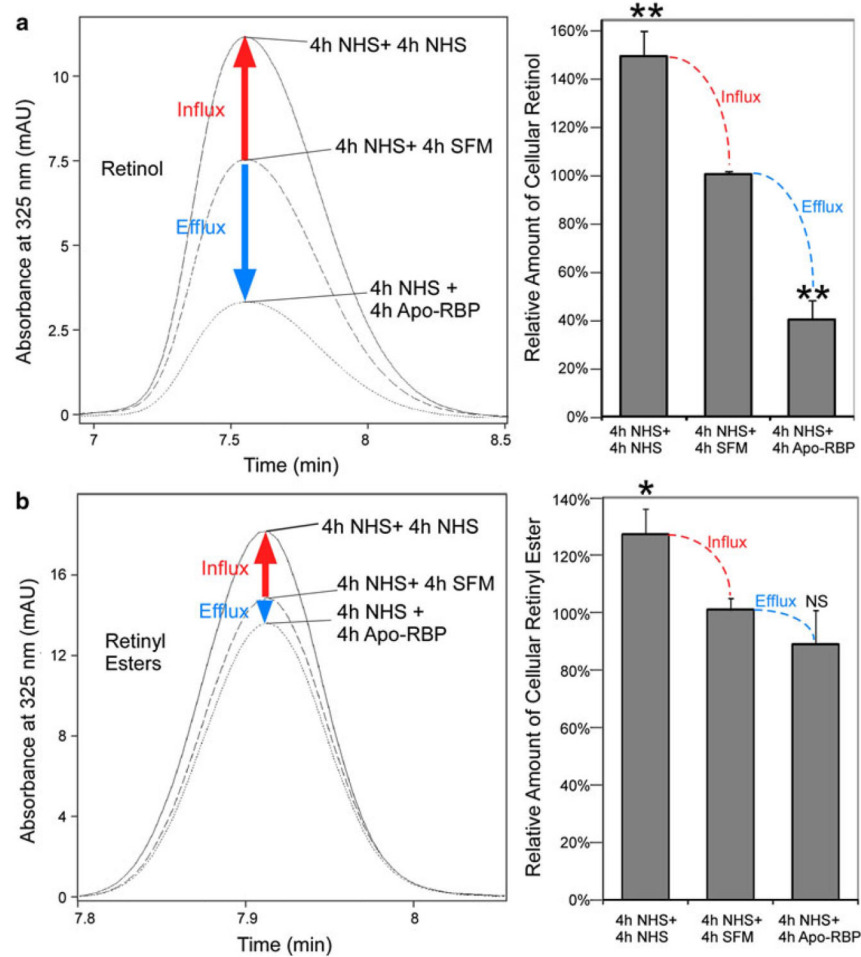 a
Absorbance at 325 nm (mAU)
10
7.5
5
2.5
0
7
7.5
8
8.5
Time (min)
Retinol
Influx
Efflux
4h NHS+ 4h NHS
4h NHS+ 4h SFM
4h NHS +
4h Apo-RBP
Relative Amount of Cellular Retinol
160%
140%
120%
100%
80%
60%
40%
20%
0%
**
Influx
Efflux
**
4h NHS+
4h NHS
4h NHS+
4h SFM
4h NHS+
4h Apo-RBP
b
Absorbance at 325 nm (mAU)
16
12
8
4
0
7.8
7.9
8
Time (min)
Retinyl
Esters
Influx
Efflux
4h NHS+ 4h NHS
4h NHS+ 4h SFM
4h NHS +
4h Apo-RBP
Relative Amount of Cellular Retinyl Ester
140%
120%
100%
80%
60%
40%
20%
0%
*
Influx
Efflux
NS
4h NHS+
4h NHS
4h NHS+
4h SFM
4h NHS+
4h Apo-RBP